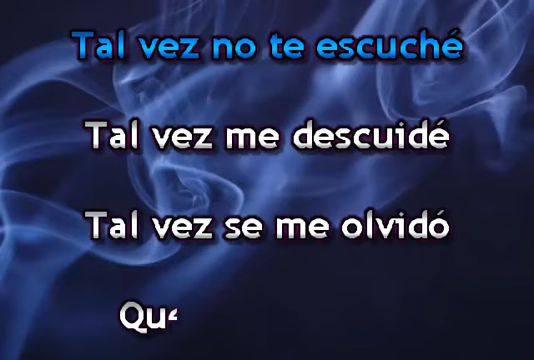 Tal vez no te escuché
Tal vez me descuidé
Tal vez se me olvidó